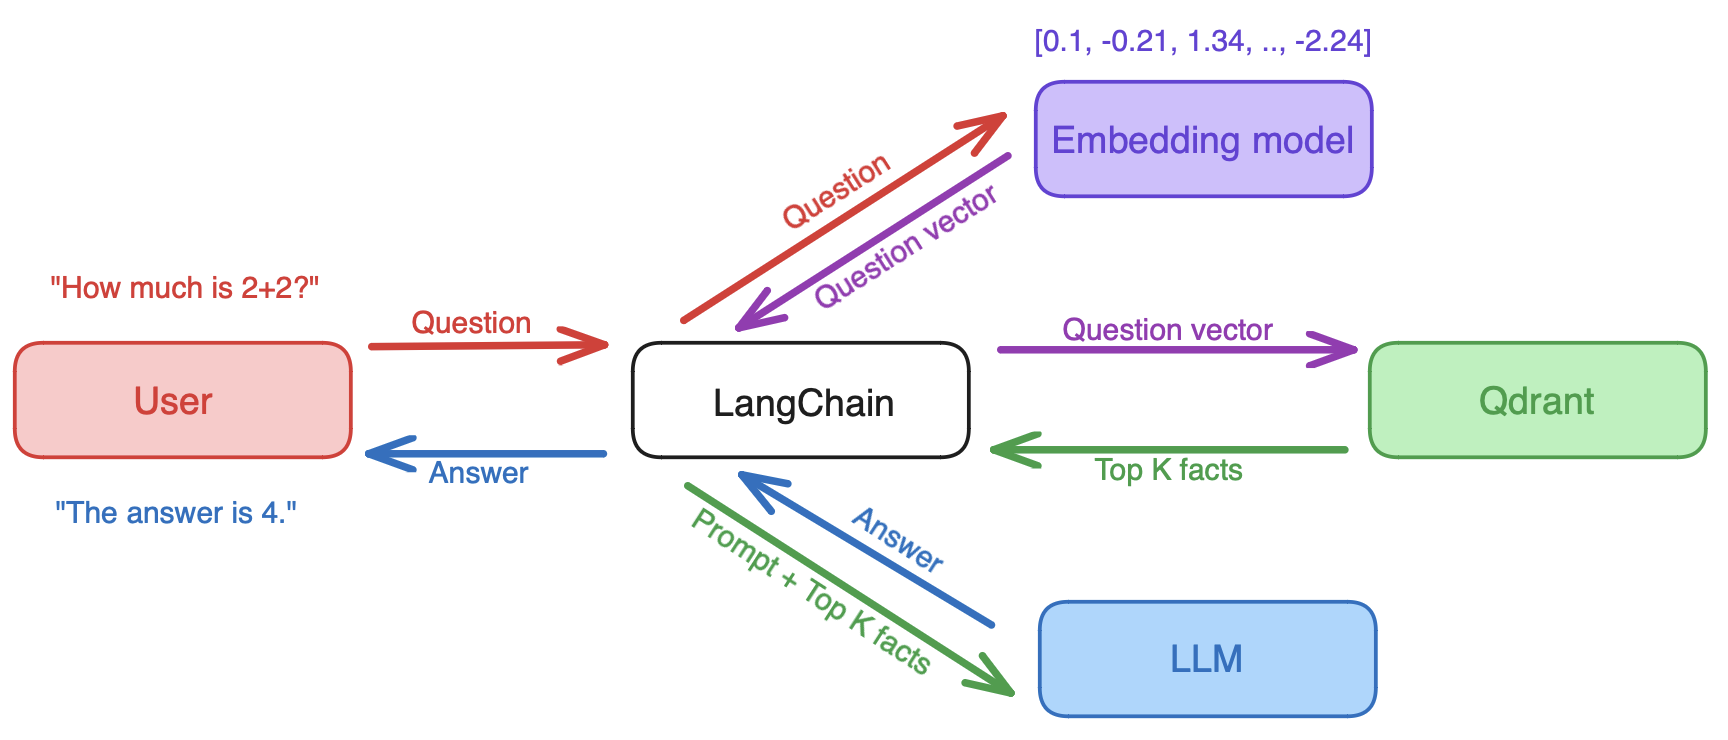 [0.1, -0.21, 1.34, .., -2.24]
Embedding model
Question
Question vector
"How much is 2+2?"
Question
Question vector
User
LangChain
Qdrant
Answer
Top K facts
"The answer is 4."
Answer
Prompt + Top K facts
LLM